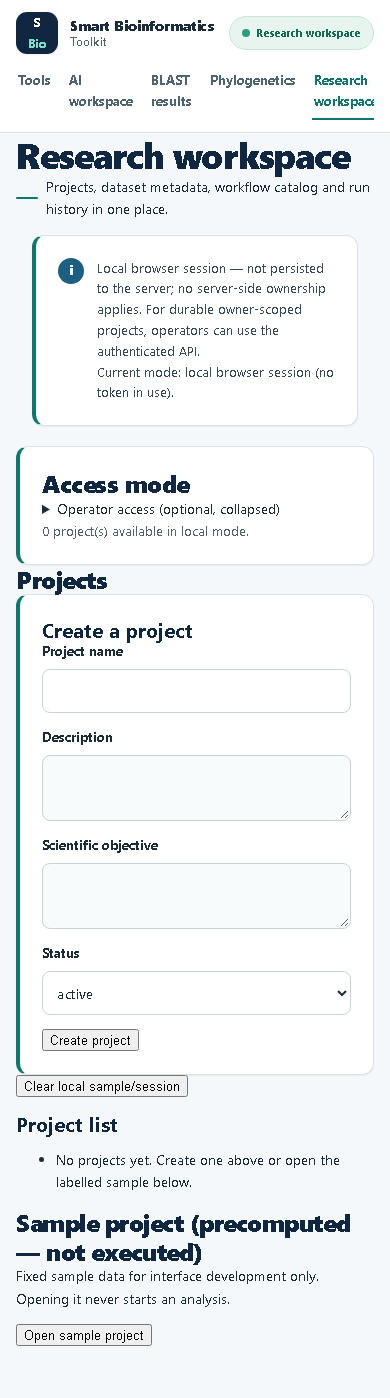 S
Bio
Smart Bioinformatics
Toolkit
Research workspace
Tools
AI workspace
BLAST results
Phylogenetics
Research workspace
Research workspace
Projects, dataset metadata, workflow catalog and run
history in one place.
i
Local browser session — not persisted
to the server; no server-side ownership
applies. For durable owner-scoped
projects, operators can use the
authenticated API.
Current mode: local browser session (no
token in use).
Access mode
Operator access (optional, collapsed)
0 project(s) available in local mode.
Projects
Create a project
Project name
Description
Scientific objective
Status
active
Create project
Clear local sample/session
Project list
No projects yet. Create one above or open the
labelled sample below.
Sample project (precomputed
— not executed)
Fixed sample data for interface development only.
Opening it never starts an analysis.
Open sample project